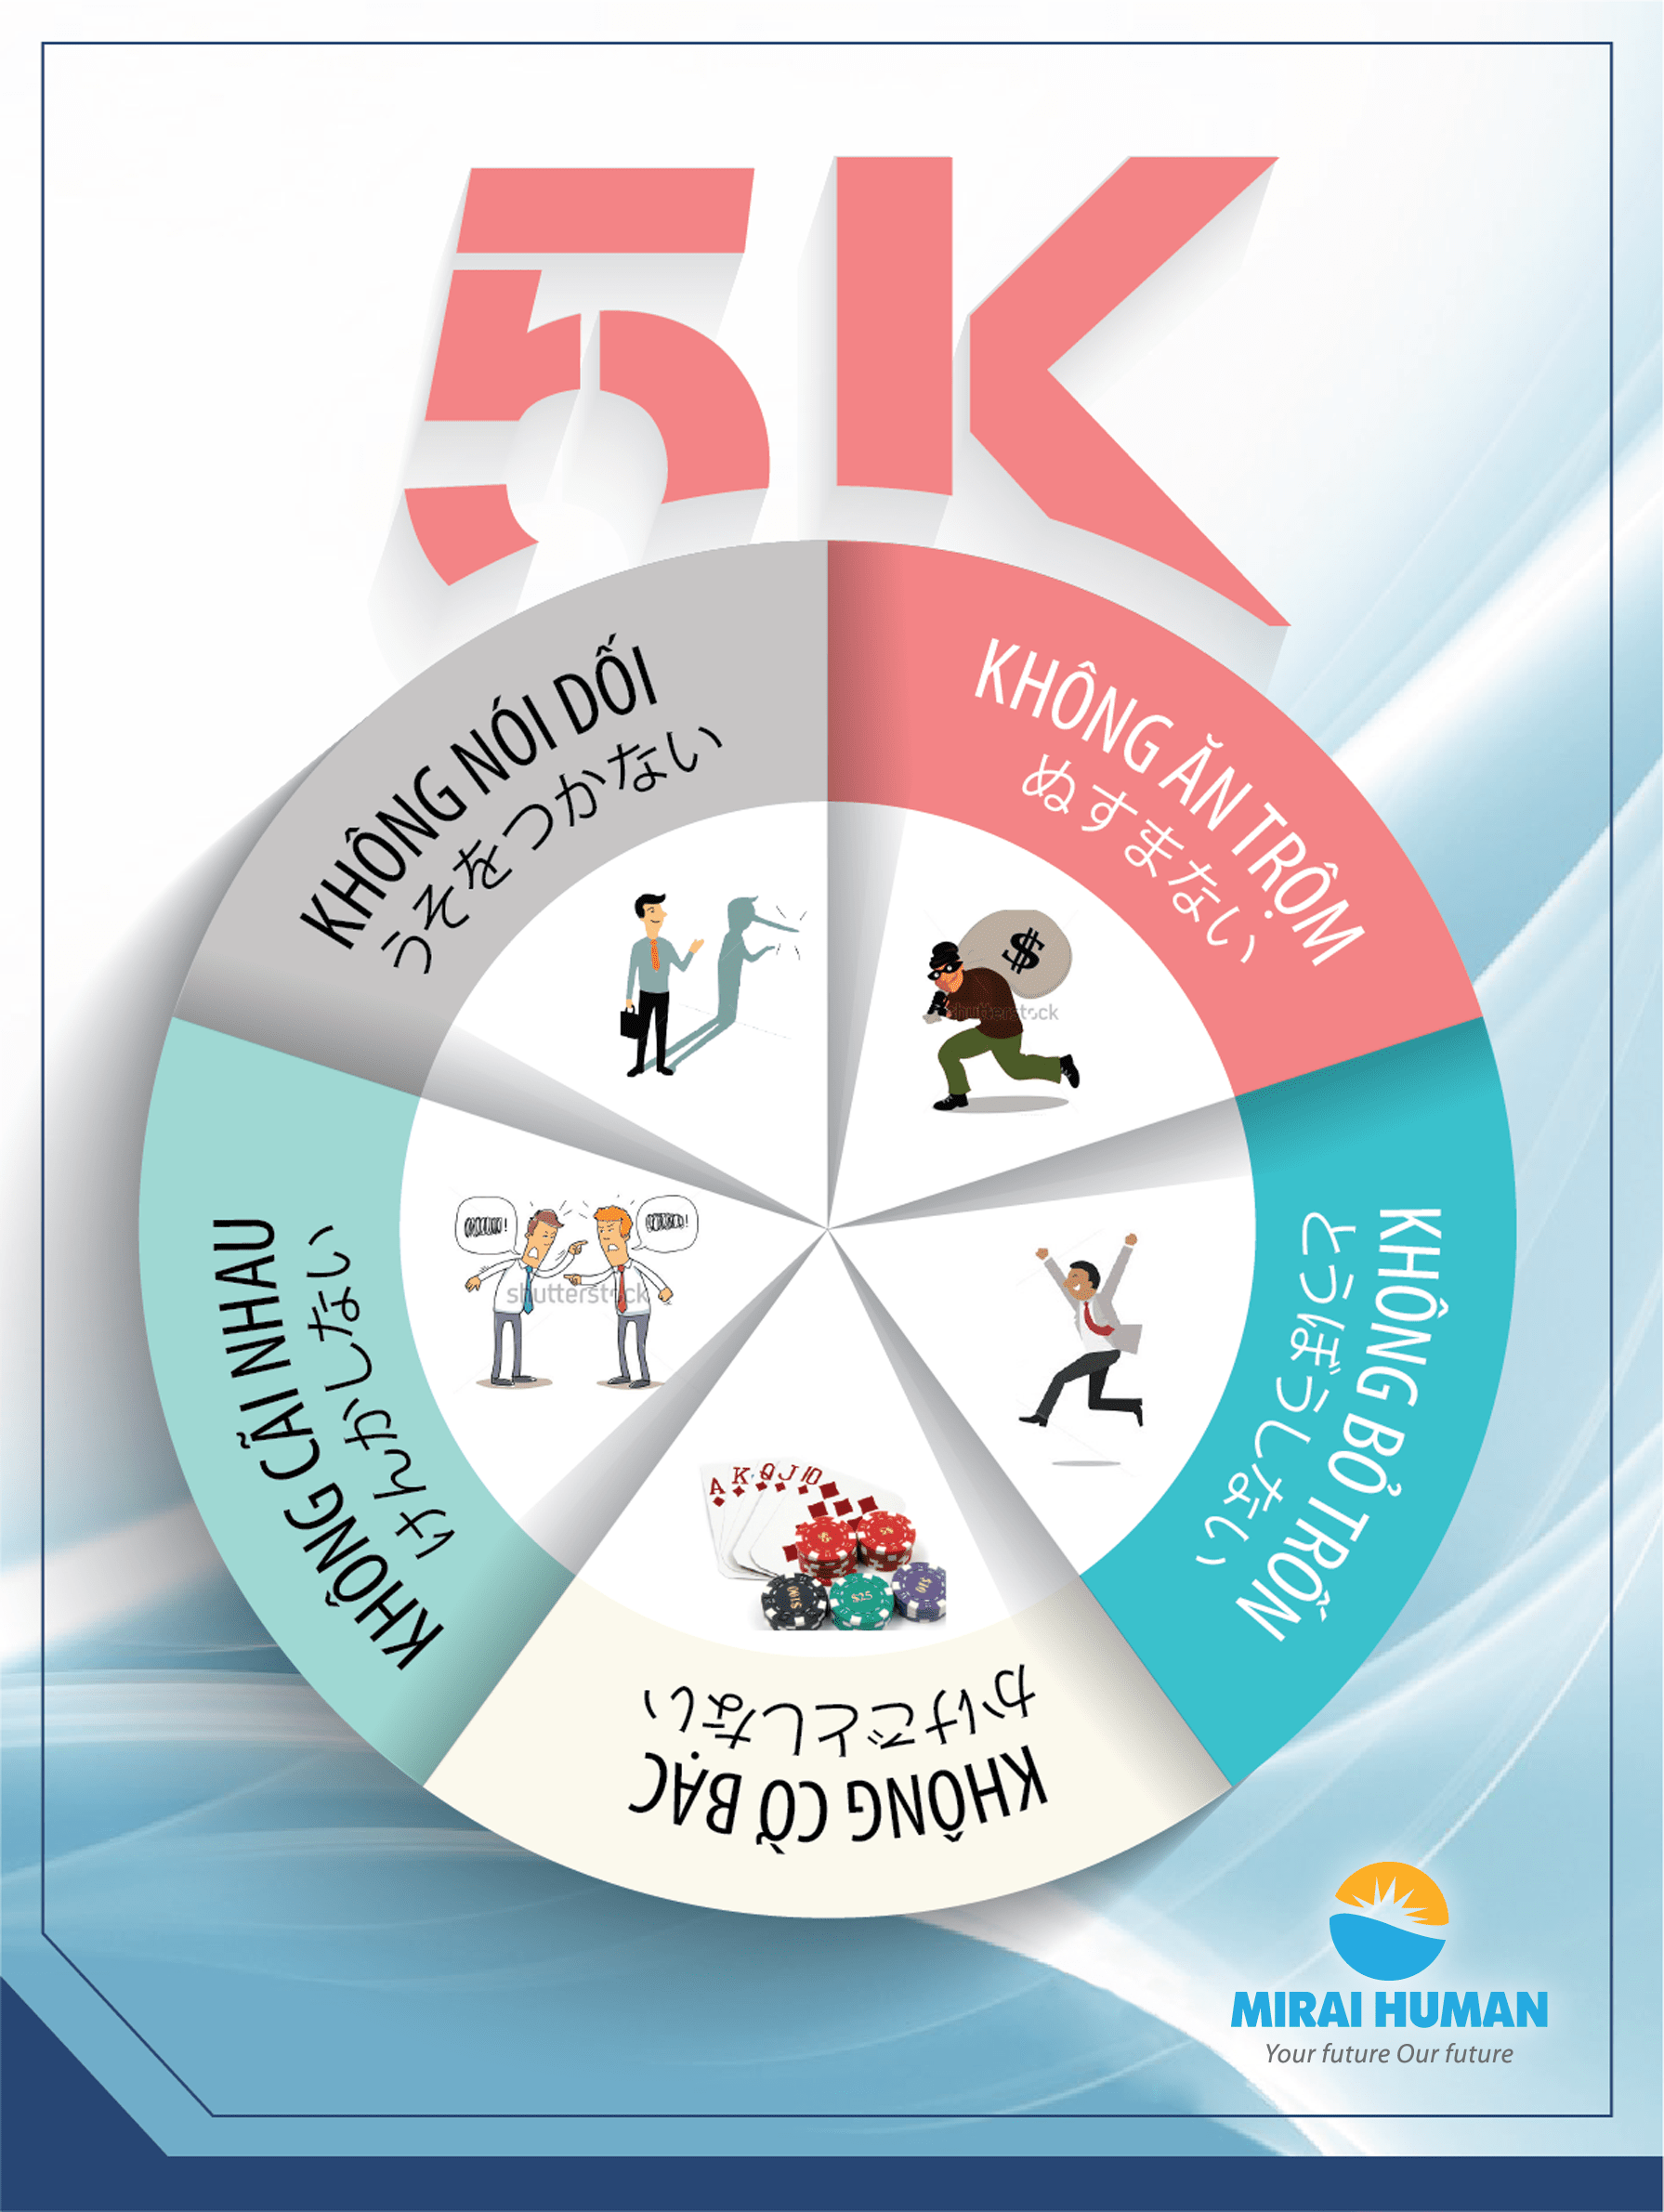 5K
KHÔNG NÓI DỐI
うそをつかない
KHÔNG ĂN TRỘM
ぬすまない
shutterstock
KHÔNG BỎ TRỐN
とうぼうしない
KHÔNG CỜ BẠC
かけごとしない
A K Q J 10
$25
$10
KHÔNG CÃI NHAU
けんかしない
shutterstock
MIRAI HUMAN
Your future Our future